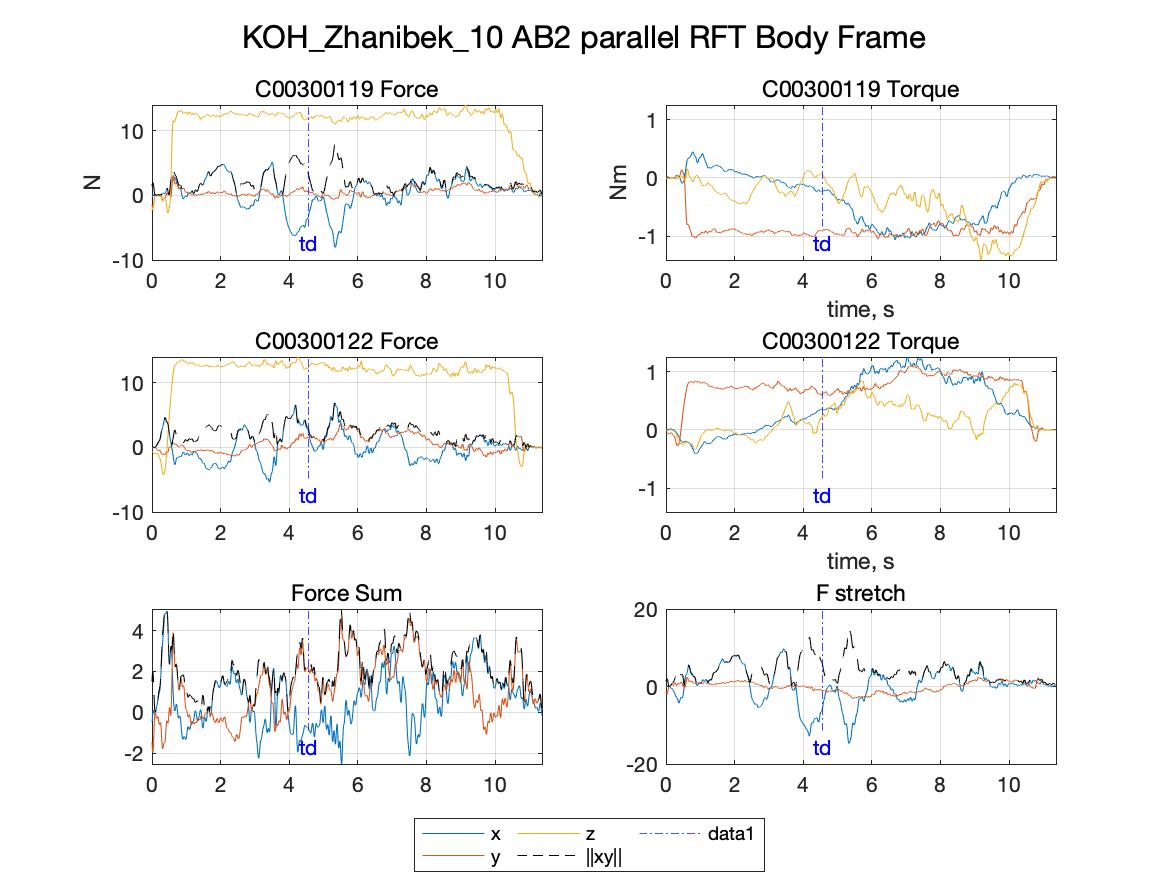 KOH_Zhanibek_10 AB2 parallel RFT Body Frame
C00300119 Force
N
10
0
-10
td
0 2 4 6 8 10
C00300119 Torque
Nm
1
0
-1
td
0 2 4 6 8 10
time, s
C00300122 Force
10
0
-10
td
0 2 4 6 8 10
C00300122 Torque
1
0
-1
td
0 2 4 6 8 10
time, s
Force Sum
4
2
0
-2
td
0 2 4 6 8 10
F stretch
20
0
-20
td
0 2 4 6 8 10
x z data1
y ||xy||